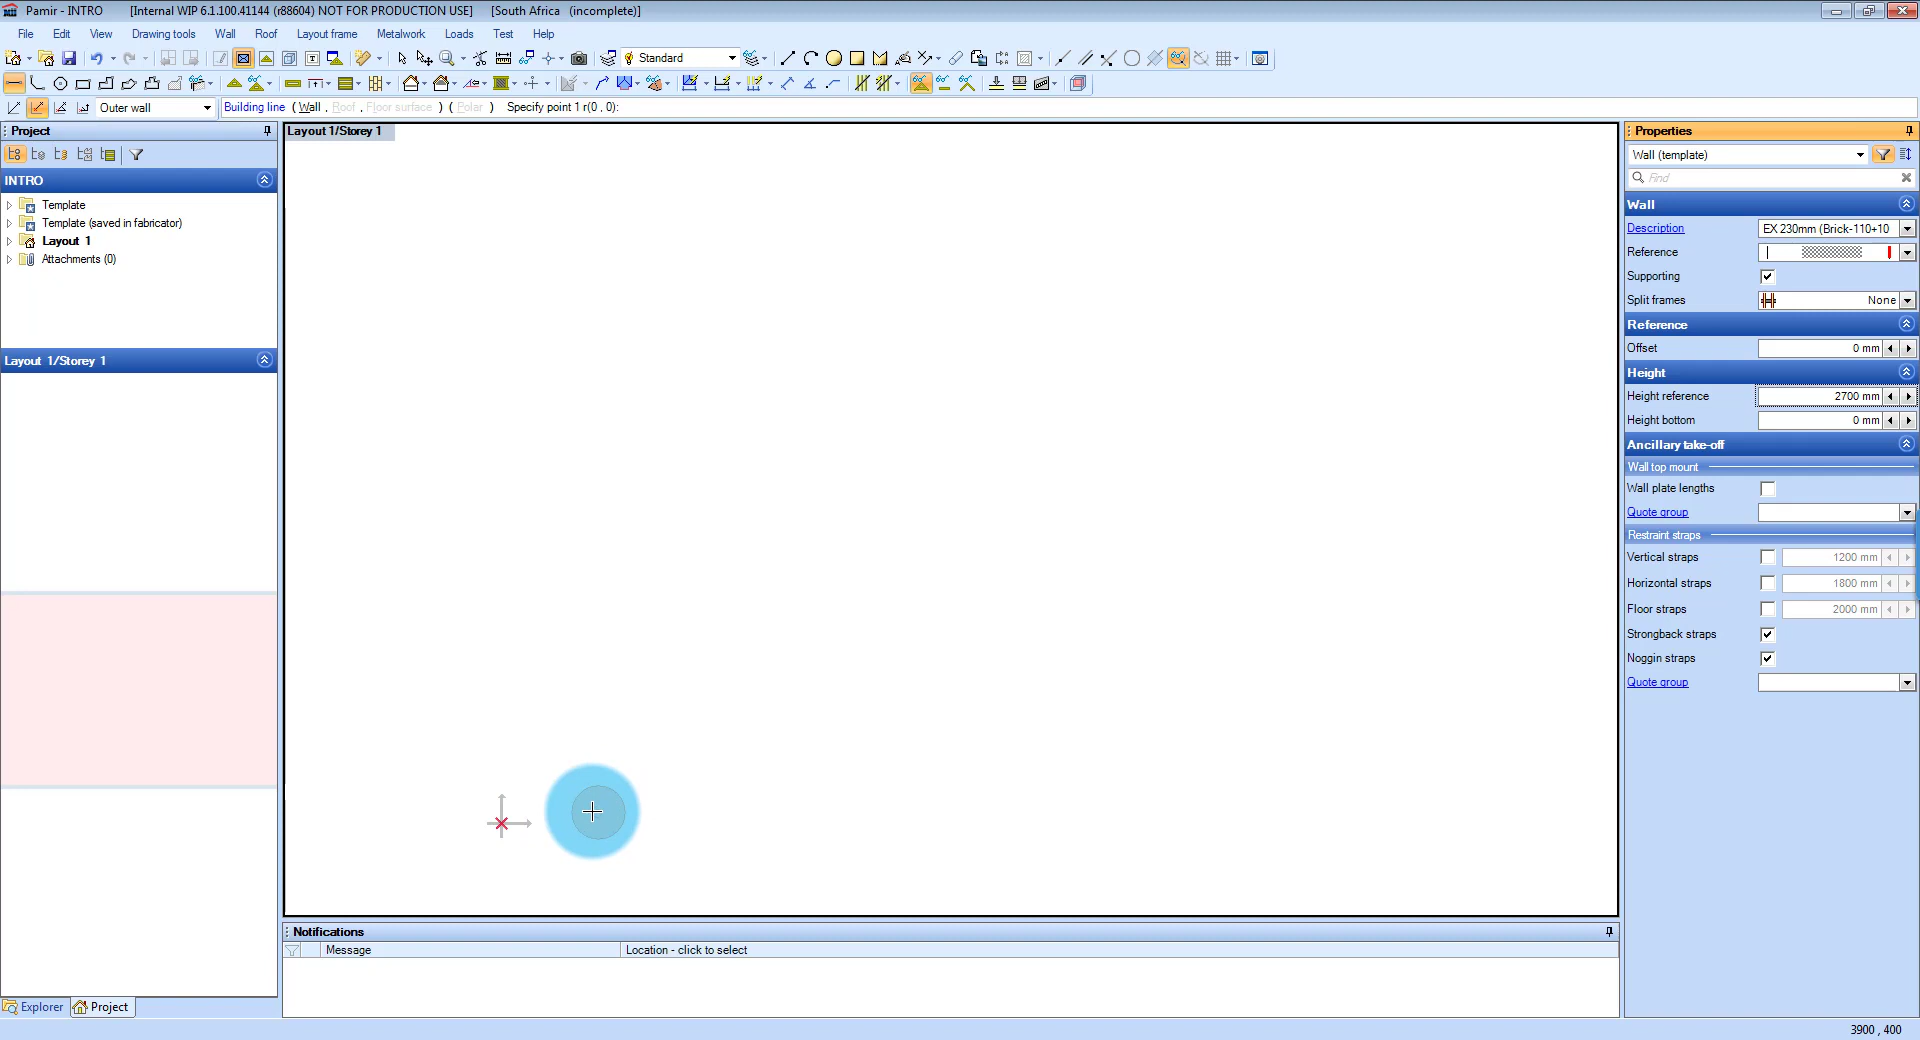 Pamir - INTRO [Internal WIP 6.1.100.41144 (r88604) NOT FOR PRODUCTION USE] [South Africa (incomplete)]
File Edit View Drawing tools Wall Roof Layout frame Metalwork Loads Test Help
Standard
Outer wall Building line ( Wall , Roof , Floor surface ) ( Polar ) Specify point 1 r(0 , 0):
Project
INTRO
Template
Template (saved in fabricator)
Layout 1
Attachments (0)
Layout 1/Storey 1
Explorer Project
Layout 1/Storey 1
Notifications
Message Location - click to select
Properties
Wall (template)
Find
Wall
Description EX 230mm (Brick-110+10
Reference
Supporting
Split frames None
Reference
Offset 0 mm
Height
Height reference 2700 mm
Height bottom 0 mm
Ancillary take-off
Wall top mount
Wall plate lengths
Quote group
Restraint straps
Vertical straps 1200 mm
Horizontal straps 1800 mm
Floor straps 2000 mm
Strongback straps
Noggin straps
Quote group
3900 , 400